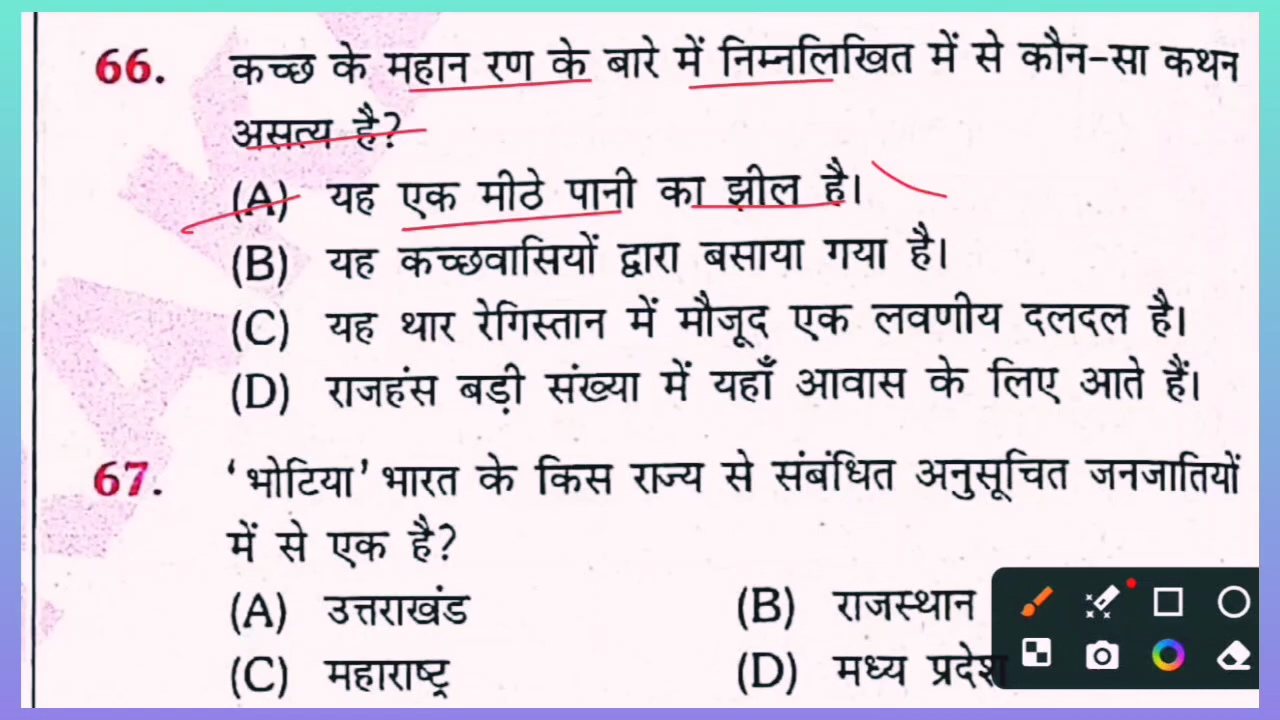 66. कच्छ के महान रण के बारे में निम्नलिखित में से कौन-सा कथन
असत्य है?
(A) यह एक मीठे पानी का झील है।
(B) यह कच्छवासियों द्वारा बसाया गया है।
(C) यह थार रेगिस्तान में मौजूद एक लवणीय दलदल है।
(D) राजहंस बड़ी संख्या में यहाँ आवास के लिए आते हैं।
67. 'भोटिया' भारत के किस राज्य से संबंधित अनुसूचित जनजातियों
में से एक है?
(A) उत्तराखंड (B) राजस्थान
(C) महाराष्ट्र (D) मध्य प्रदेश